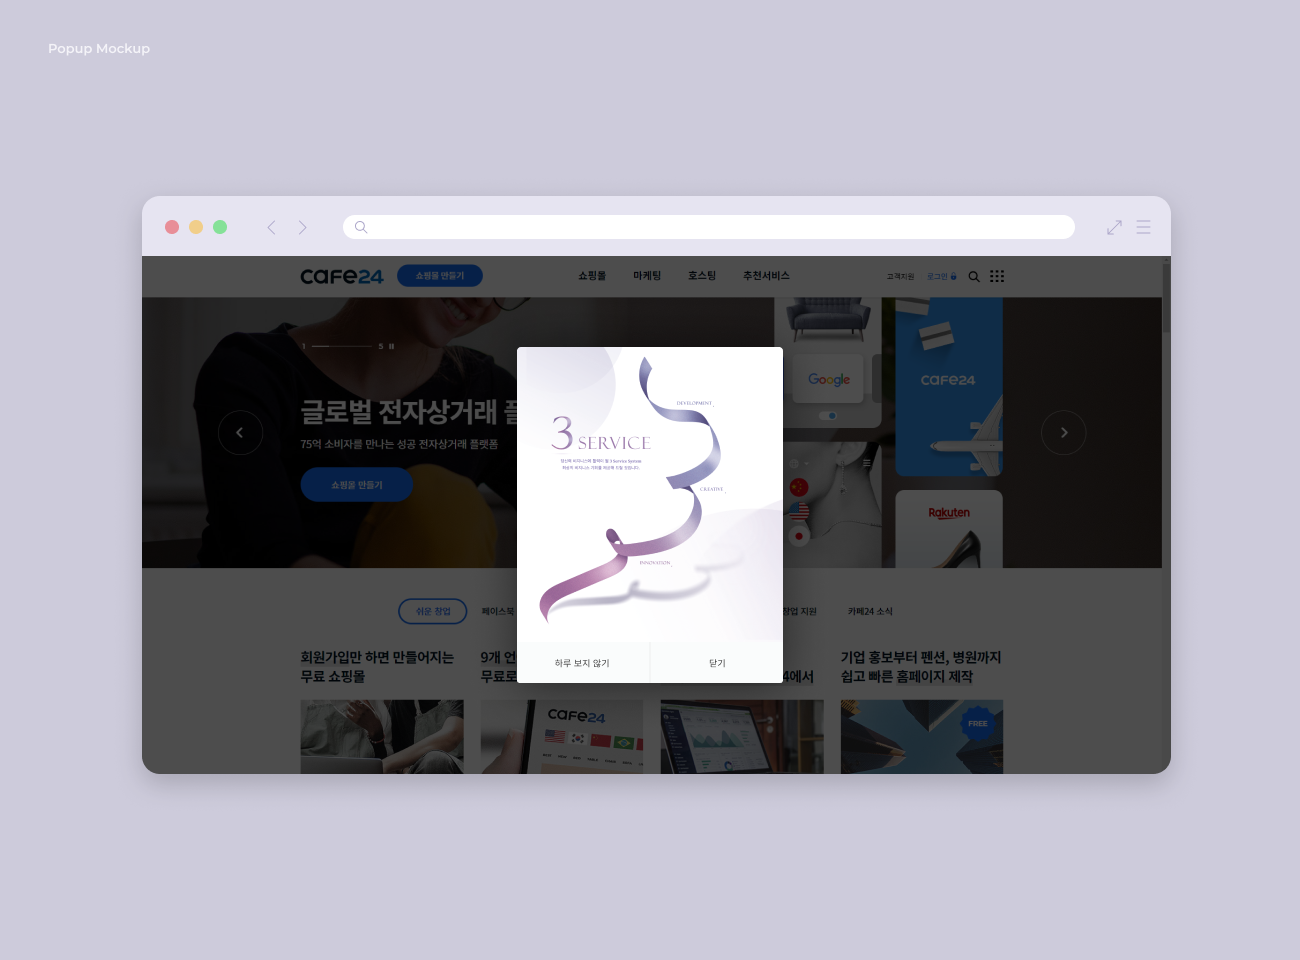 Popup Mockup
cafe24
쇼핑몰 만들기
쇼핑몰
마케팅
호스팅
추천서비스
고객지원
로그인
1
5
글로벌 전자상거래
75억 소비자를 만나는 성공 전자상거래 플랫폼
쇼핑몰 만들기
Google
cafe24
Rakuten
3 SERVICE
DEVELOPMENT
CREATIVE
INNOVATION
하루 보지 않기
닫기
쉬운 창업
페이스북
창업 지원
카페24 소식
회원가입만 하면 만들어지는
무료 쇼핑몰
9개 언
무료로
4에서
기업 홍보부터 펜션, 병원까지
쉽고 빠른 홈페이지 제작
cafe24
FREE